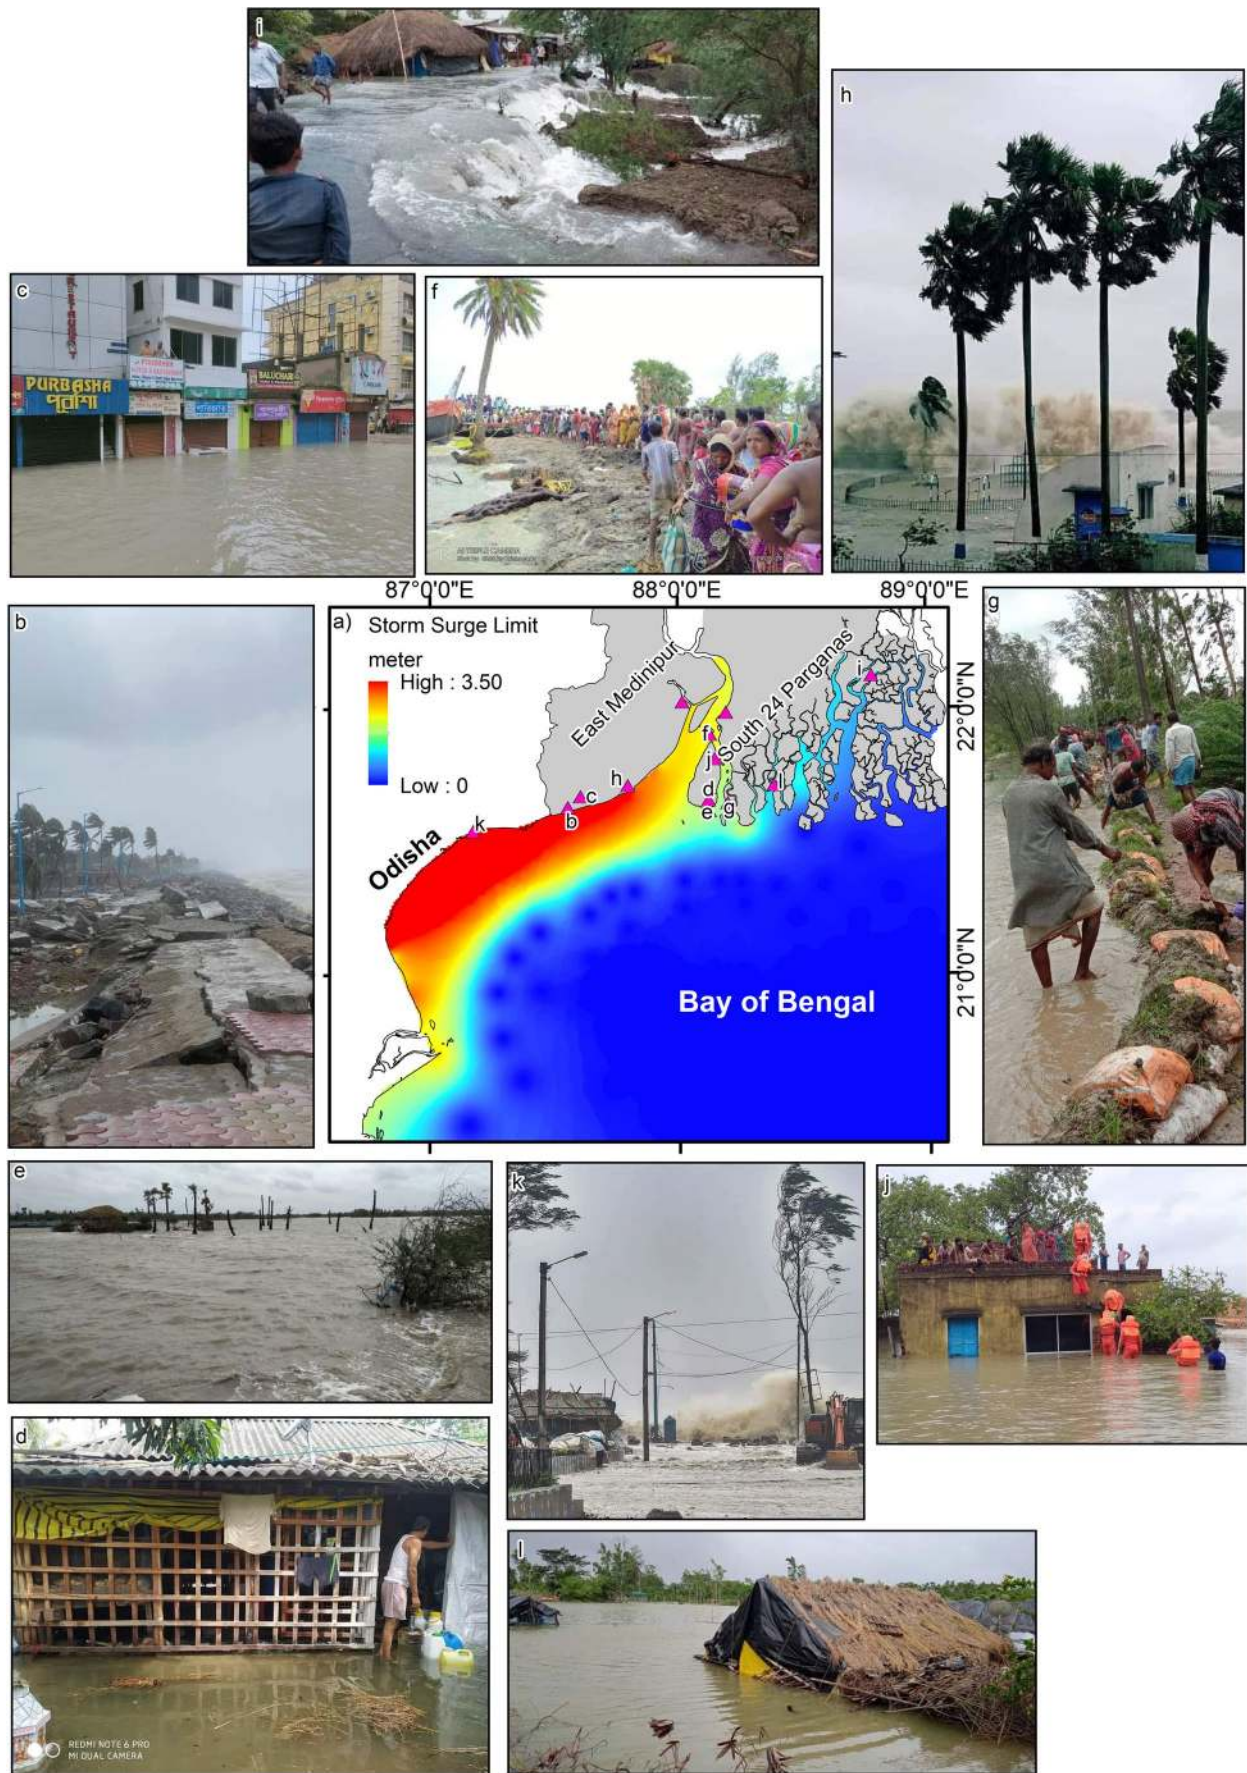 i
h
c
PURBASHA
পূর্বাশা
BALUCHARI
f
87°0'0"E
88°0'0"E
89°0'0"E
b
a)
Storm Surge Limit
meter
High : 3.50
Low : 0
East Medinipur
South 24 Parganas
i
f
j
h
c
b
d
e
g
l
k
Odisha
Bay of Bengal
22°0'0"N
21°0'0"N
g
e
k
j
d
REDMI NOTE 6 PRO
MI DUAL CAMERA
l